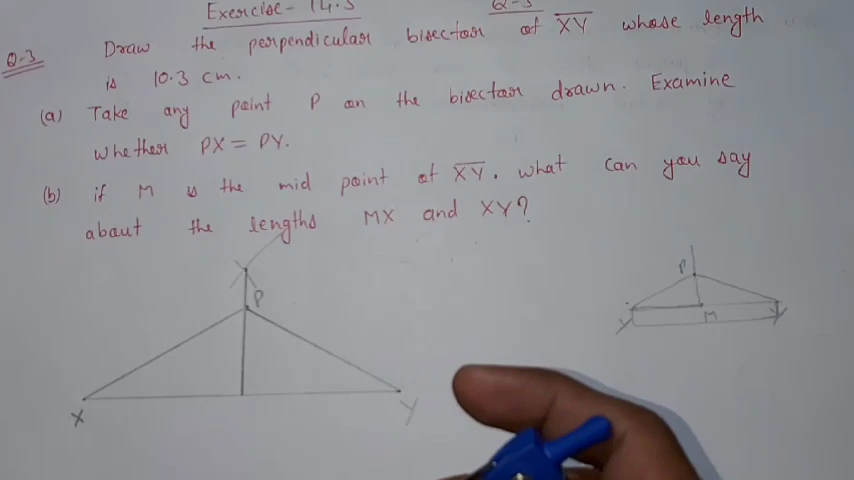 Exercise- 14.5
Q-3
Q-3 Draw the perpendicular bisector of XY whose length
is 10.3 cm.
(a) Take any point P on the bisector drawn. Examine
whether PX = PY.
(b) if M is the mid point of XY. what can you say
about the lengths MX and XY?
P
X
Y
P
X
M
Y